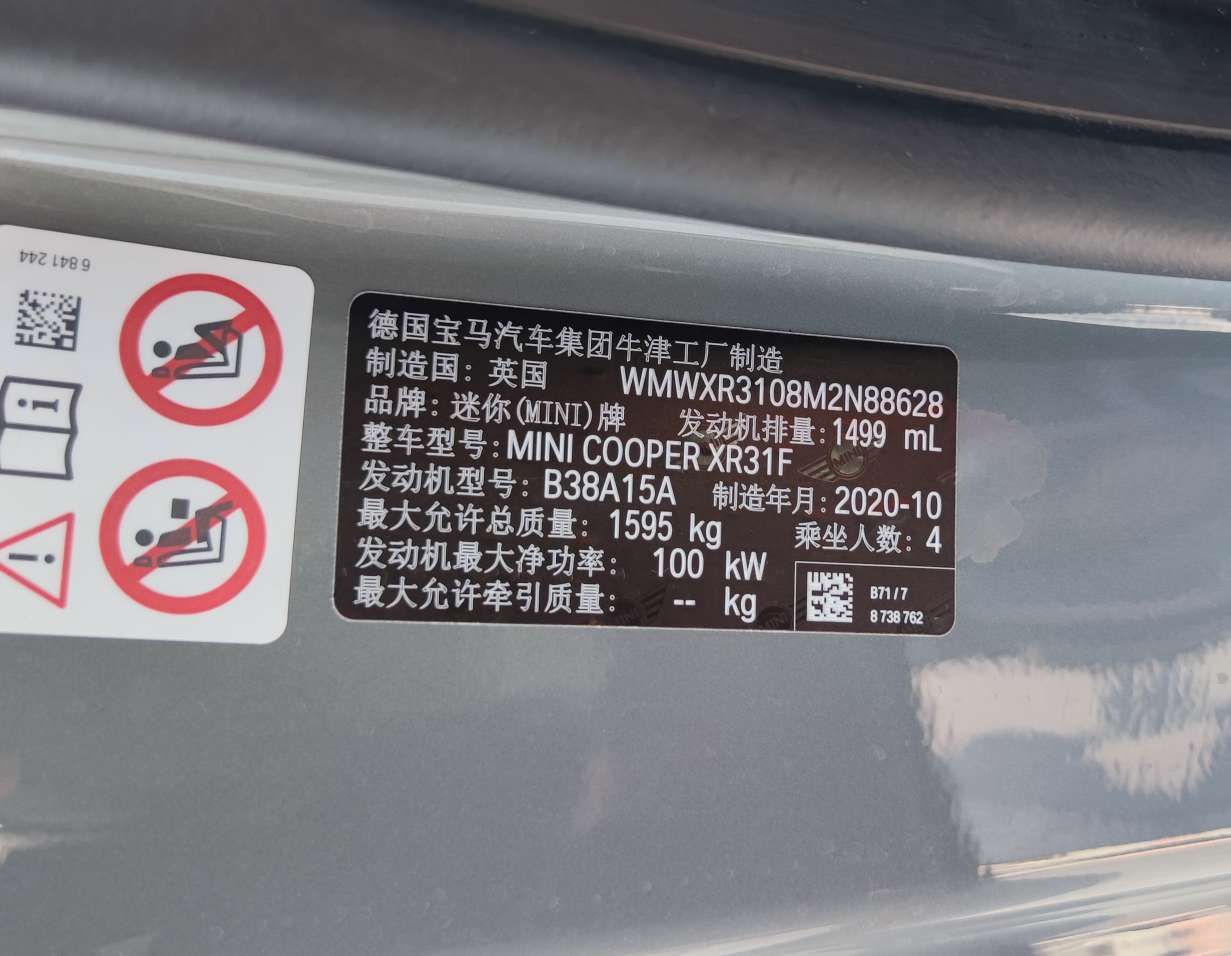 6 841 244
德国宝马汽车集团牛津工厂制造
制造国：英国 WMWXR3108M2N88628
品牌：迷你(MINI)牌 发动机排量：1499 mL
整车型号：MINI COOPER XR31F
发动机型号：B38A15A 制造年月：2020-10
最大允许总质量：1595 kg 乘坐人数：4
发动机最大净功率：100 kW
最大允许牵引质量：-- kg
B71/7
8 738 762